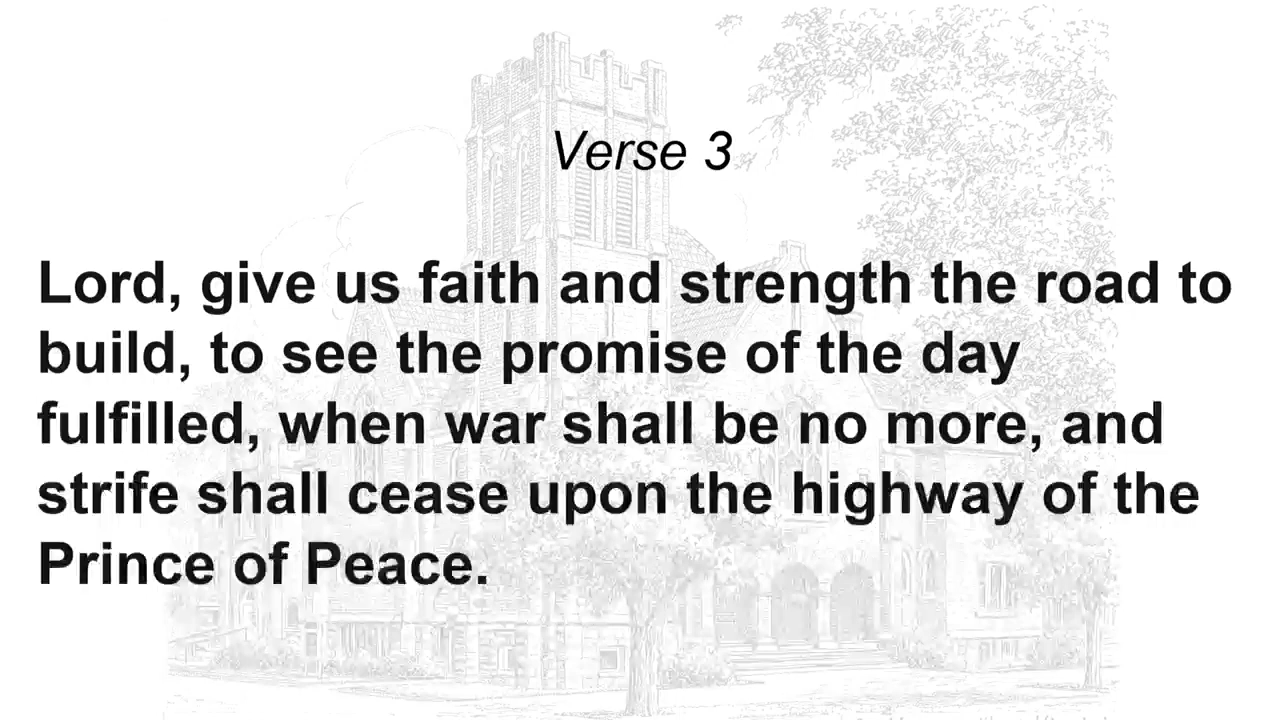 Verse 3
Lord, give us faith and strength the road to
build, to see the promise of the day
fulfilled, when war shall be no more, and
strife shall cease upon the highway of the
Prince of Peace.